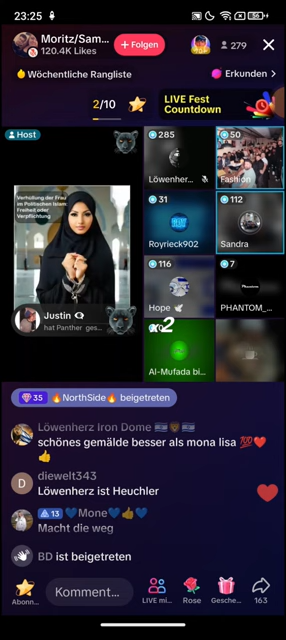 23:25
56
Moritz/Sam...
120.4K Likes
+ Folgen
279
Wöchentliche Rangliste
Erkunden >
2/10
LIVE Fest
Countdown
Host
Verhüllung der Frau
im Politischen Islam
Freiheit oder
Verpflichtung
Justin
hat Panther ges...
285
Löwenher...
50
Fashion
31
Royrieck902
112
Sandra
116
Hope
7
PHANTOM_...
x2
Al-Mufada bi...
35 NorthSide beigetreten
Löwenherz Iron Dome
schönes gemälde besser als mona lisa 💯❤️
👍
diewelt343
D
Löwenherz ist Heuchler
13 💙Mone💙👍💙
Macht die weg
BD ist beigetreten
Abonn...
Komment...
LIVE mi...
Rose
Gesche...
163